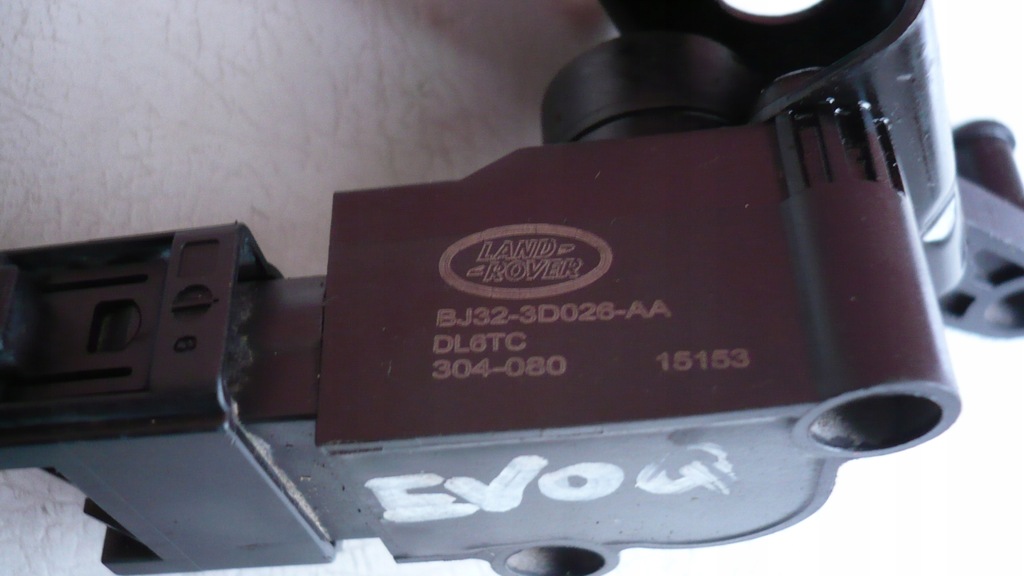 LAND-
-ROVER
BJ32-3D026-AA
DL6TC
304-080 15153
B
EVOQ